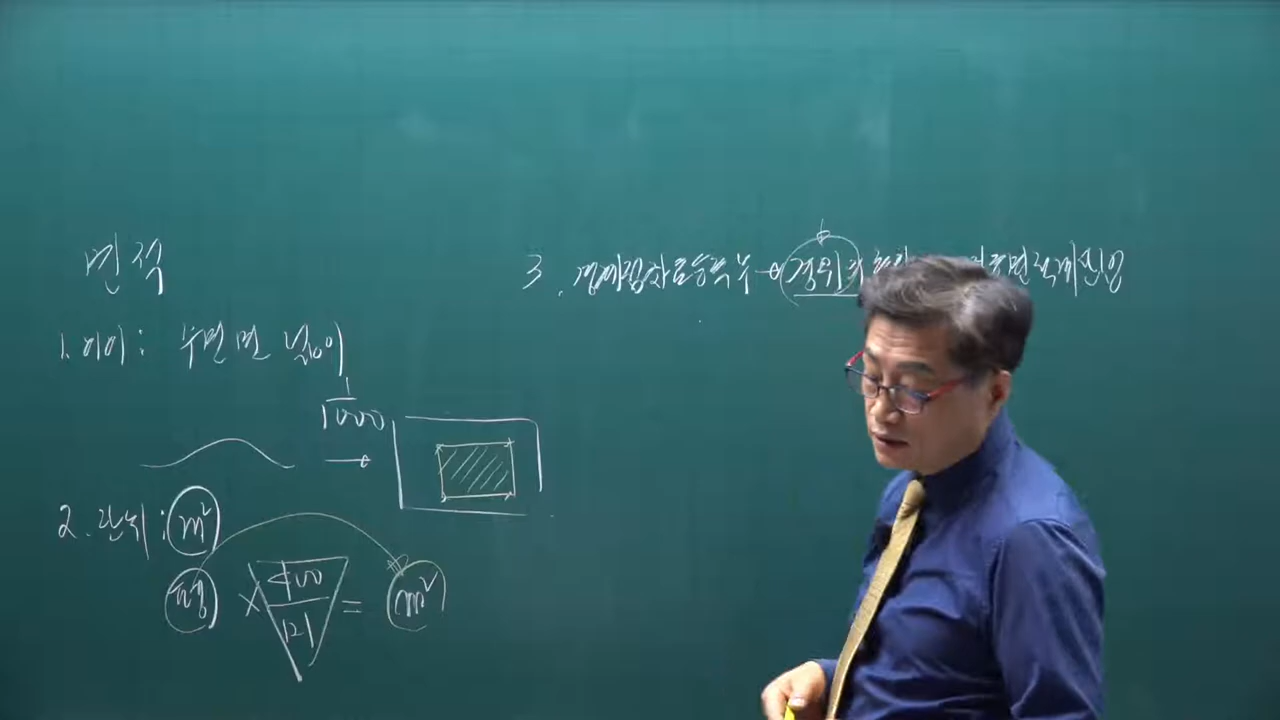 면적
1. 의의 : 수평면 넓이
1/1000
2. 단위 : m²
평 × 400/121 = m²
3. 경계점좌표등록부 → 경위의